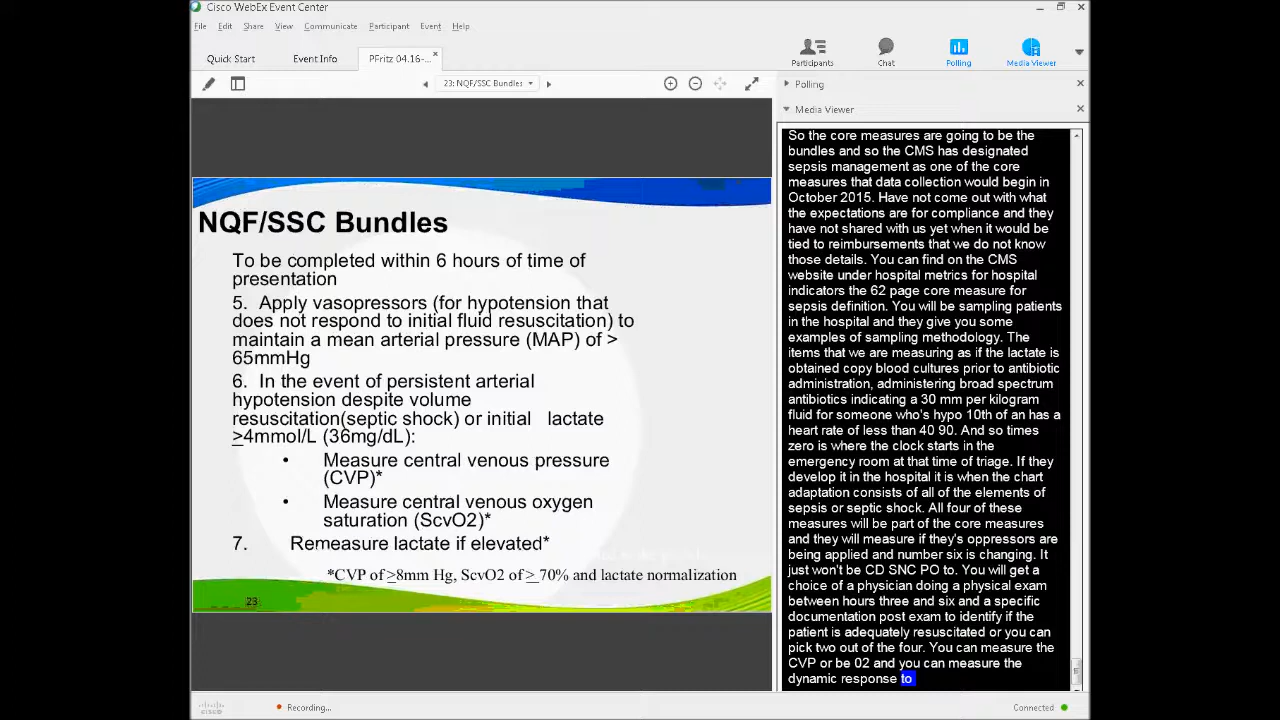 Cisco WebEx Event Center
File Edit Share View Communicate Participant Event Help
Quick Start Event Info PFritz 04.16-...
Participants Chat Polling Media Viewer
23: NQF/SSC Bundles
Polling
Media Viewer
NQF/SSC Bundles
To be completed within 6 hours of time of
presentation
5. Apply vasopressors (for hypotension that
does not respond to initial fluid resuscitation) to
maintain a mean arterial pressure (MAP) of >
65mmHg
6. In the event of persistent arterial
hypotension despite volume
resuscitation(septic shock) or initial lactate
≥4mmol/L (36mg/dL):
• Measure central venous pressure
(CVP)*
• Measure central venous oxygen
saturation (ScvO2)*
7. Remeasure lactate if elevated*
*CVP of ≥8mm Hg, ScvO2 of ≥ 70% and lactate normalization
23
So the core measures are going to be the
bundles and so the CMS has designated
sepsis management as one of the core
measures that data collection would begin in
October 2015. Have not come out with what
the expectations are for compliance and they
have not shared with us yet when it would be
tied to reimbursements that we do not know
those details. You can find on the CMS
website under hospital metrics for hospital
indicators the 62 page core measure for
sepsis definition. You will be sampling patients
in the hospital and they give you some
examples of sampling methodology. The
items that we are measuring as if the lactate is
obtained copy blood cultures prior to antibiotic
administration, administering broad spectrum
antibiotics indicating a 30 mm per kilogram
fluid for someone who's hypo 10th of an has a
heart rate of less than 40 90. And so times
zero is where the clock starts in the
emergency room at that time of triage. If they
develop it in the hospital it is when the chart
adaptation consists of all of the elements of
sepsis or septic shock. All four of these
measures will be part of the core measures
and they will measure if they's oppressors are
being applied and number six is changing. It
just won't be CD SNC PO to. You will get a
choice of a physician doing a physical exam
between hours three and six and a specific
documentation post exam to identify if the
patient is adequately resuscitated or you can
pick two out of the four. You can measure the
CVP or be 02 and you can measure the
dynamic response to
cisco
Recording...
Connected